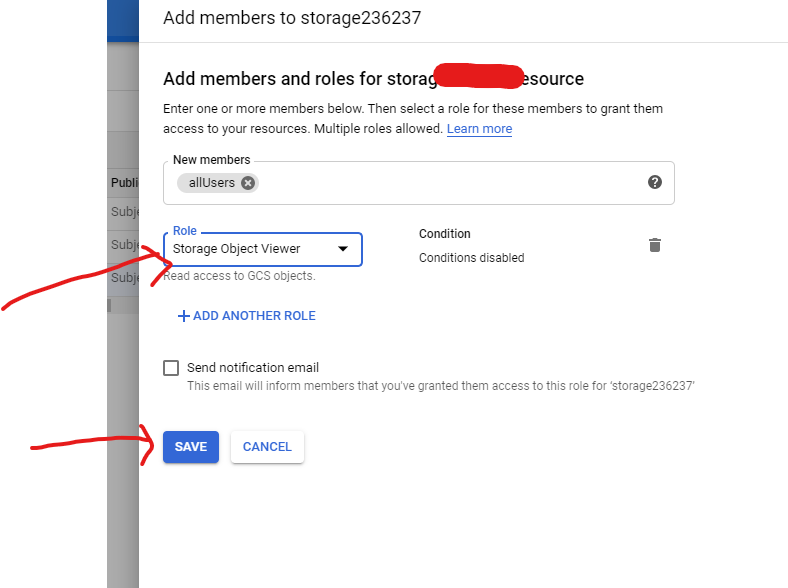 Add members to storage236237
Add members and roles for storag esource
Enter one or more members below. Then select a role for these members to grant them
access to your resources. Multiple roles allowed. Learn more
New members
allUsers
Publi
Subje
Role
Storage Object Viewer
Condition
Subje
Conditions disabled
Subje
Read access to GCS objects.
ADD ANOTHER ROLE
Send notification email
This email will inform members that you've granted them access to this role for 'storage236237'
SAVE
CANCEL